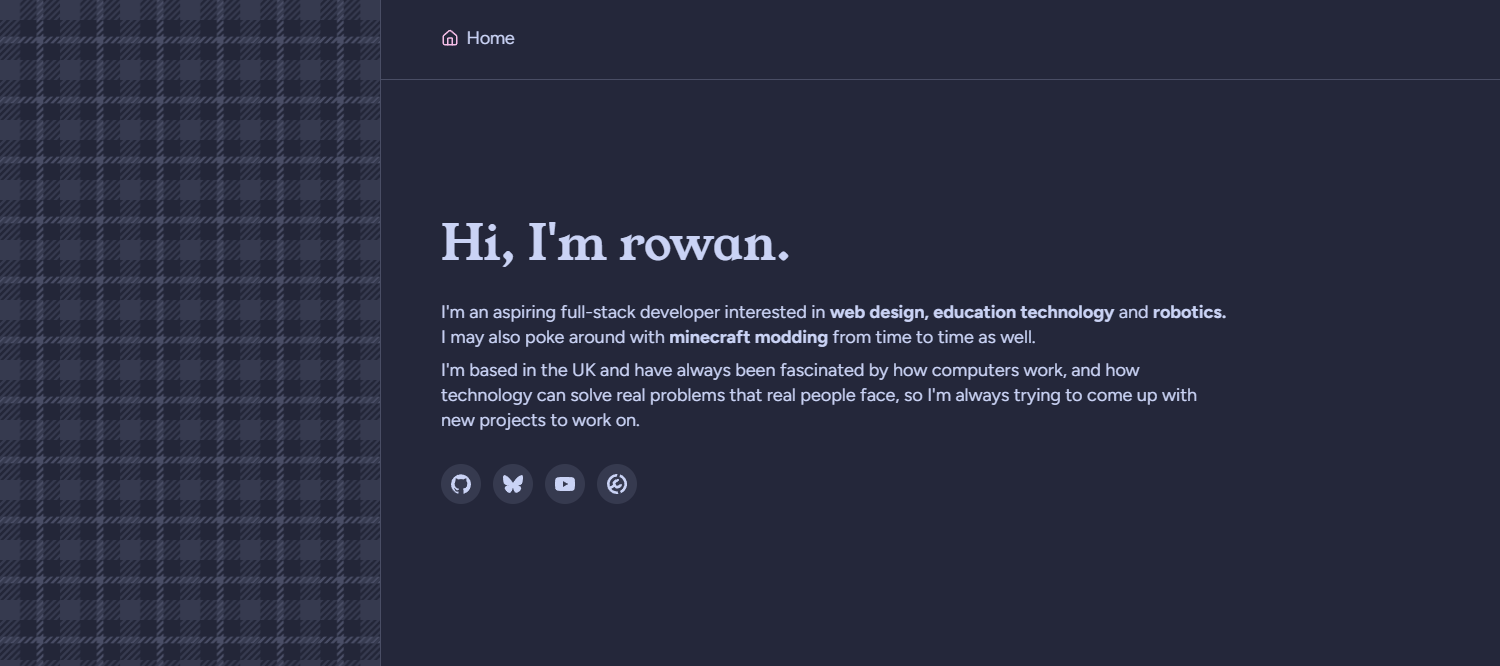 Home
Hi, I'm rowan.
I'm an aspiring full-stack developer interested in web design, education technology and robotics.
I may also poke around with minecraft modding from time to time as well.
I'm based in the UK and have always been fascinated by how computers work, and how
technology can solve real problems that real people face, so I'm always trying to come up with
new projects to work on.